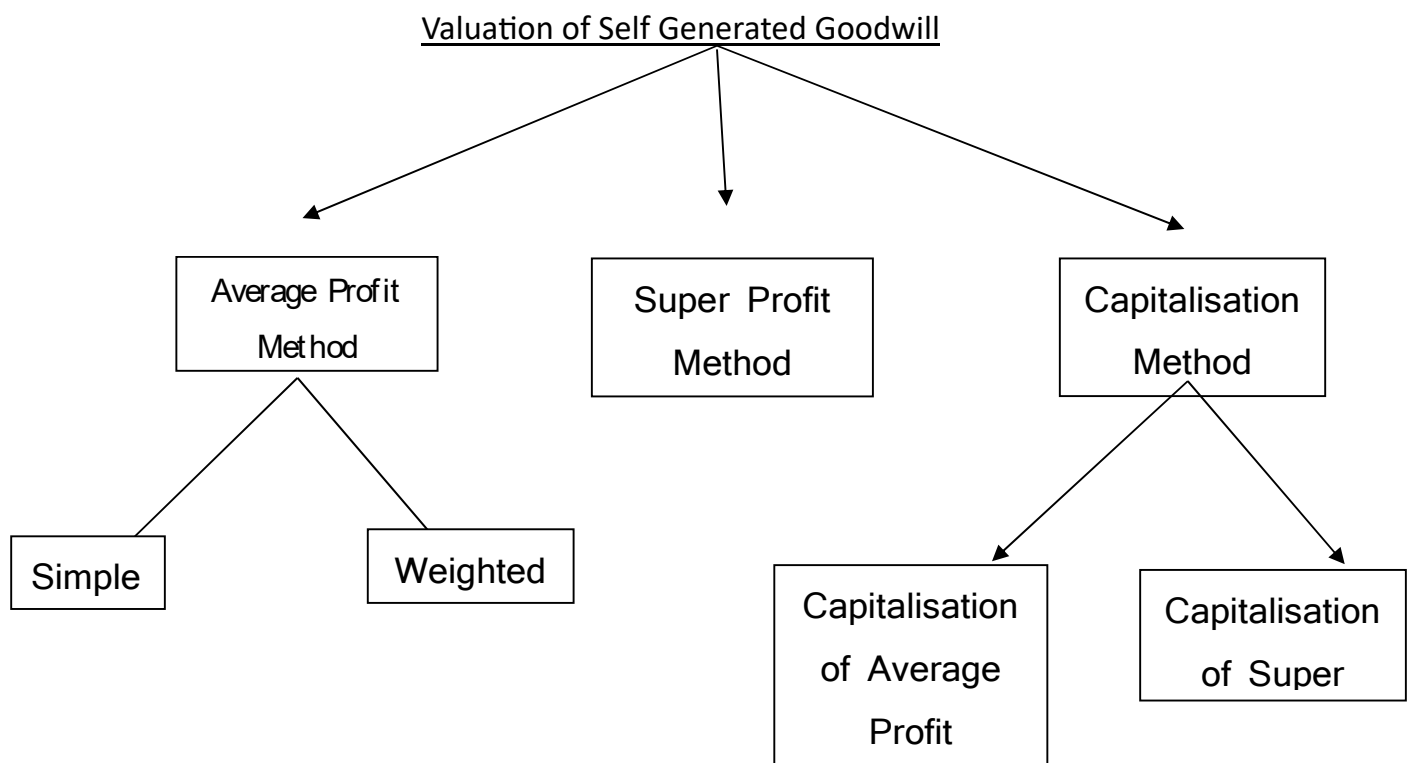 Valuation of Self Generated Goodwill
Average Profit
Method
Super Profit
Method
Capitalisation
Method
Simple
Weighted
Capitalisation
of Average
Profit
Capitalisation
of Super